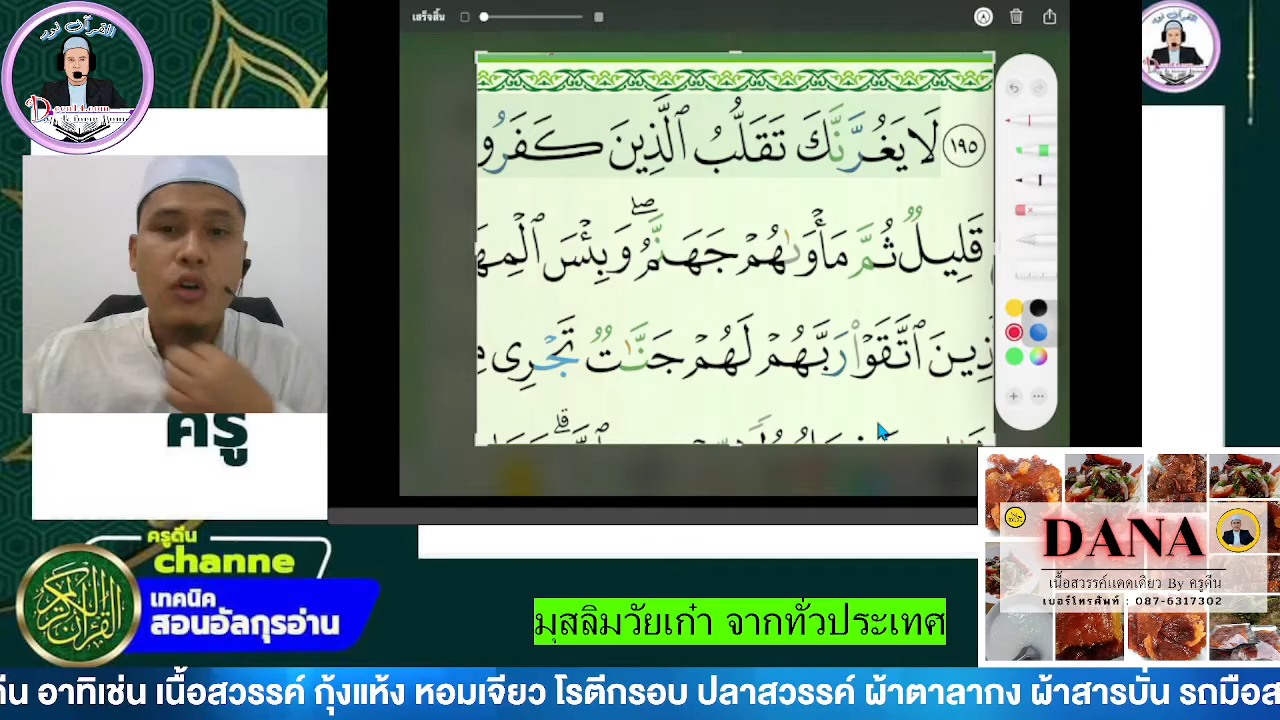 القرآن نور
Deen14.com
เสร็จสิ้น
١٩٥ لَا يَغُرَّنَّكَ تَقَلُّبُ ٱلَّذِينَ كَفَرُو
قَلِيلٌ ثُمَّ مَأْوَىٰهُمْ جَهَنَّمُ ۖ وَبِئْسَ ٱلْمِهَ
ذِينَ ٱتَّقَوْا۟ رَبَّهُمْ لَهُمْ جَنَّـٰتٌ تَجْرِى مِ
ครู
ครูดีน
channe
เทคนิค
สอนอัลกุรอ่าน
القرآن الكريم
มุสลิมวัยเก๋า จากทั่วประเทศ
DANA
เนื้อสวรรค์แดดเดียว By ครูดีน
เบอร์โทรศัพท์ : 087-6317302
อาทิเช่น เนื้อสวรรค์ กุ้งแห้ง หอมเจียว โรตีกรอบ ปลาสวรรค์ ผ้าตาลากง ผ้าสารบั่น รถมือส